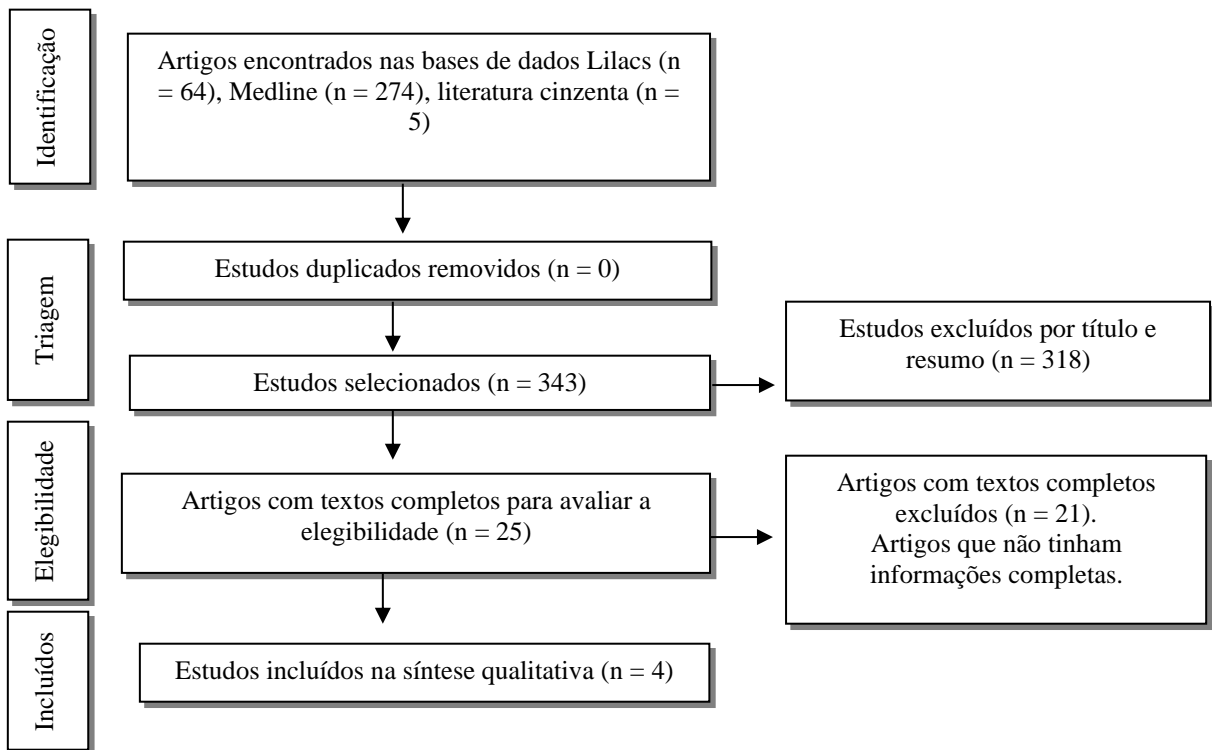 Identificação
Artigos encontrados nas bases de dados Lilacs (n
= 64), Medline (n = 274), literatura cinzenta (n =
5)
Triagem
Estudos duplicados removidos (n = 0)
Estudos selecionados (n = 343)
Estudos excluídos por título e
resumo (n = 318)
Elegibilidade
Artigos com textos completos para avaliar a
elegibilidade (n = 25)
Artigos com textos completos
excluídos (n = 21).
Artigos que não tinham
informações completas.
Incluídos
Estudos incluídos na síntese qualitativa (n = 4)